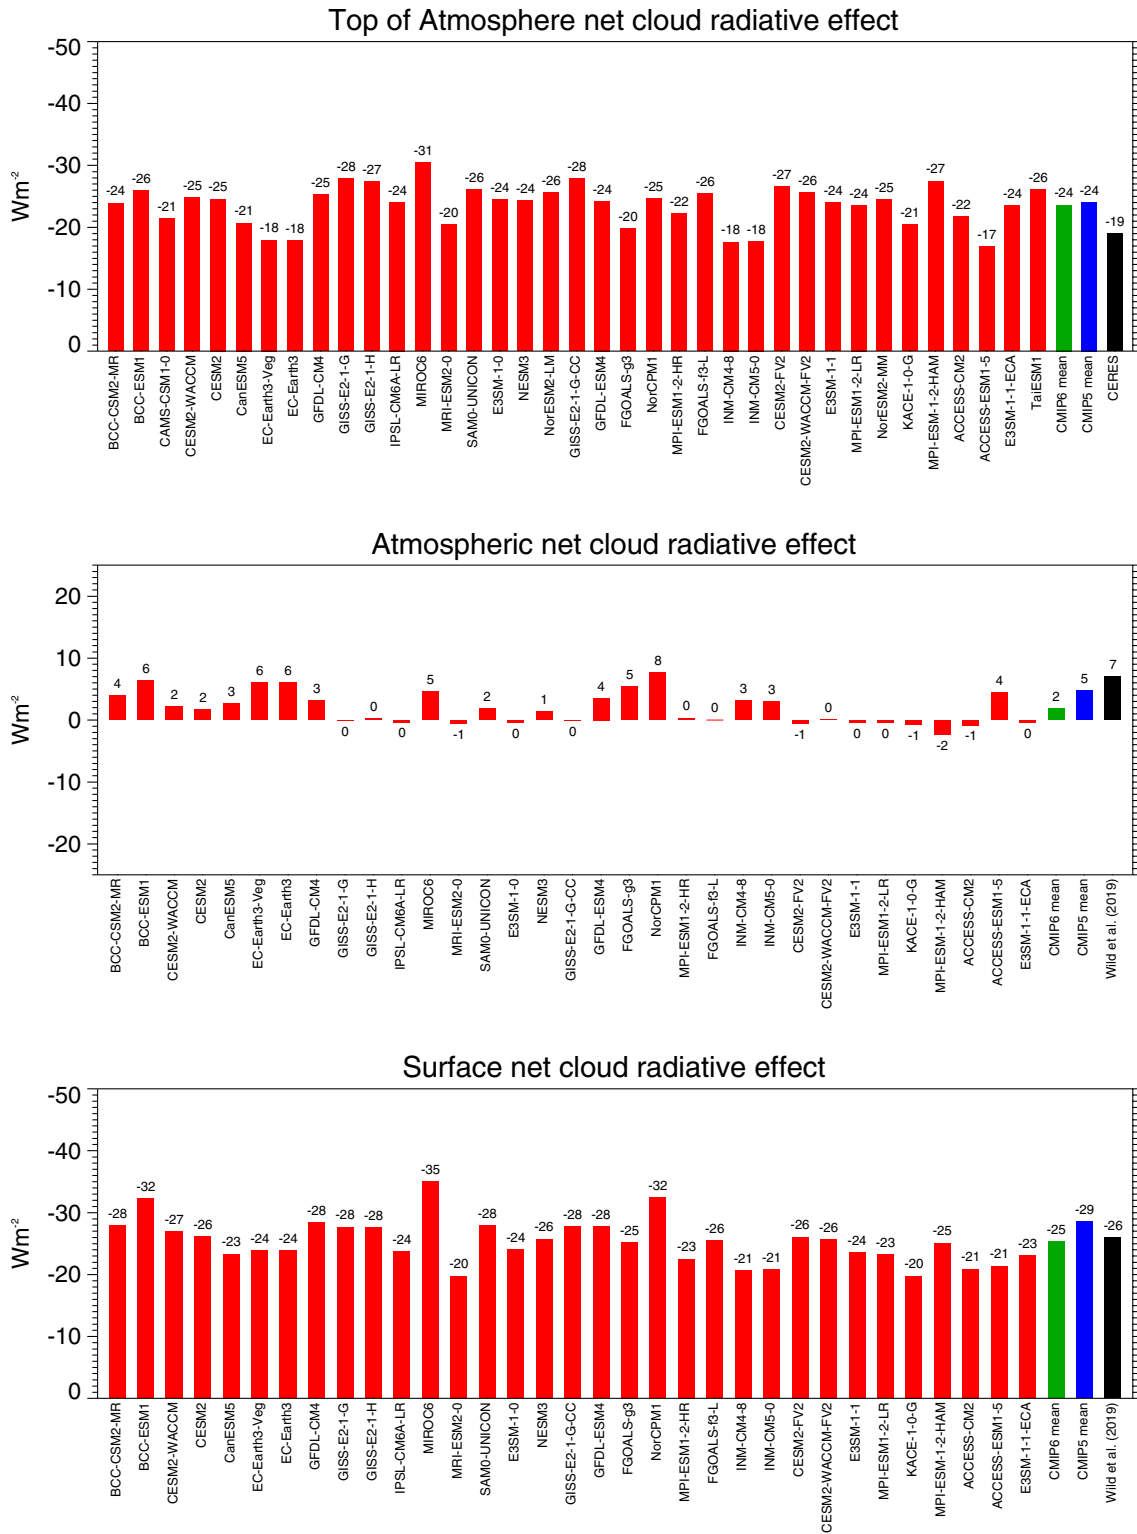 Top of Atmosphere net cloud radiative effect
-50
-40
-30
-20
-10
0
Wm-2
-24
-26
-21
-25
-25
-21
-18
-18
-25
-28
-27
-24
-31
-20
-26
-24
-24
-26
-28
-24
-20
-25
-22
-26
-18
-18
-27
-26
-24
-24
-25
-21
-27
-22
-17
-24
-26
-24
-24
-19
BCC-CSM2-MR
BCC-ESM1
CAMS-CSM1-0
CESM2-WACCM
CESM2
CanESM5
EC-Earth3-Veg
EC-Earth3
GFDL-CM4
GISS-E2-1-G
GISS-E2-1-H
IPSL-CM6A-LR
MIROC6
MRI-ESM2-0
SAM0-UNICON
E3SM-1-0
NESM3
NorESM2-LM
GISS-E2-1-G-CC
GFDL-ESM4
FGOALS-g3
NorCPM1
MPI-ESM1-2-HR
FGOALS-f3-L
INM-CM4-8
INM-CM5-0
CESM2-FV2
CESM2-WACCM-FV2
E3SM-1-1
MPI-ESM1-2-LR
NorESM2-MM
KACE-1-0-G
MPI-ESM-1-2-HAM
ACCESS-CM2
ACCESS-ESM1-5
E3SM-1-1-ECA
TaiESM1
CMIP6 mean
CMIP5 mean
CERES
Atmospheric net cloud radiative effect
20
10
0
-10
-20
Wm-2
4
6
2
2
3
6
6
3
0
0
0
5
-1
2
0
1
0
4
5
8
0
0
3
3
-1
0
0
0
-1
-2
-1
4
0
2
5
7
BCC-CSM2-MR
BCC-ESM1
CESM2-WACCM
CESM2
CanESM5
EC-Earth3-Veg
EC-Earth3
GFDL-CM4
GISS-E2-1-G
GISS-E2-1-H
IPSL-CM6A-LR
MIROC6
MRI-ESM2-0
SAM0-UNICON
E3SM-1-0
NESM3
GISS-E2-1-G-CC
GFDL-ESM4
FGOALS-g3
NorCPM1
MPI-ESM1-2-HR
FGOALS-f3-L
INM-CM4-8
INM-CM5-0
CESM2-FV2
CESM2-WACCM-FV2
E3SM-1-1
MPI-ESM1-2-LR
KACE-1-0-G
MPI-ESM-1-2-HAM
ACCESS-CM2
ACCESS-ESM1-5
E3SM-1-1-ECA
CMIP6 mean
CMIP5 mean
Wild et al. (2019)
Surface net cloud radiative effect
-50
-40
-30
-20
-10
0
Wm-2
-28
-32
-27
-26
-23
-24
-24
-28
-28
-28
-24
-35
-20
-28
-24
-26
-28
-28
-25
-32
-23
-26
-21
-21
-26
-26
-24
-23
-20
-25
-21
-21
-23
-25
-29
-26
BCC-CSM2-MR
BCC-ESM1
CESM2-WACCM
CESM2
CanESM5
EC-Earth3-Veg
EC-Earth3
GFDL-CM4
GISS-E2-1-G
GISS-E2-1-H
IPSL-CM6A-LR
MIROC6
MRI-ESM2-0
SAM0-UNICON
E3SM-1-0
NESM3
GISS-E2-1-G-CC
GFDL-ESM4
FGOALS-g3
NorCPM1
MPI-ESM1-2-HR
FGOALS-f3-L
INM-CM4-8
INM-CM5-0
CESM2-FV2
CESM2-WACCM-FV2
E3SM-1-1
MPI-ESM1-2-LR
KACE-1-0-G
MPI-ESM-1-2-HAM
ACCESS-CM2
ACCESS-ESM1-5
E3SM-1-1-ECA
CMIP6 mean
CMIP5 mean
Wild et al. (2019)